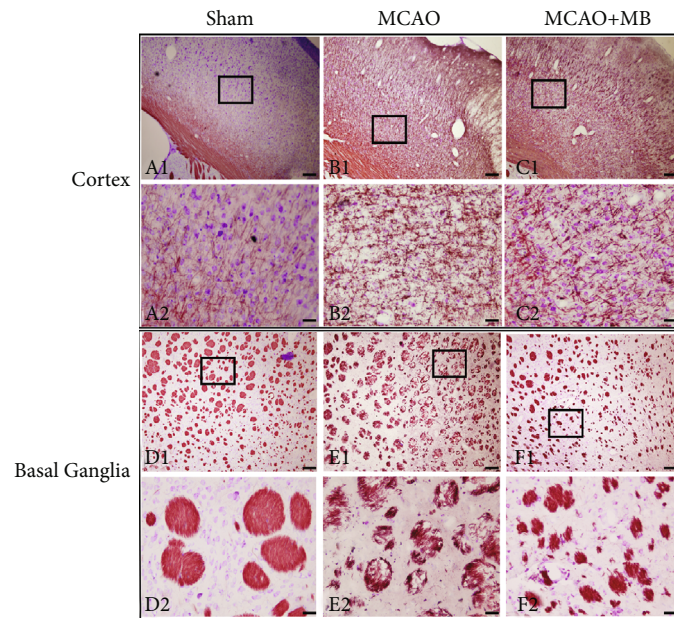 Sham MCAO MCAO+MB
Cortex
A1 B1 C1
A2 B2 C2
Basal Ganglia
D1 E1 F1
D2 E2 F2